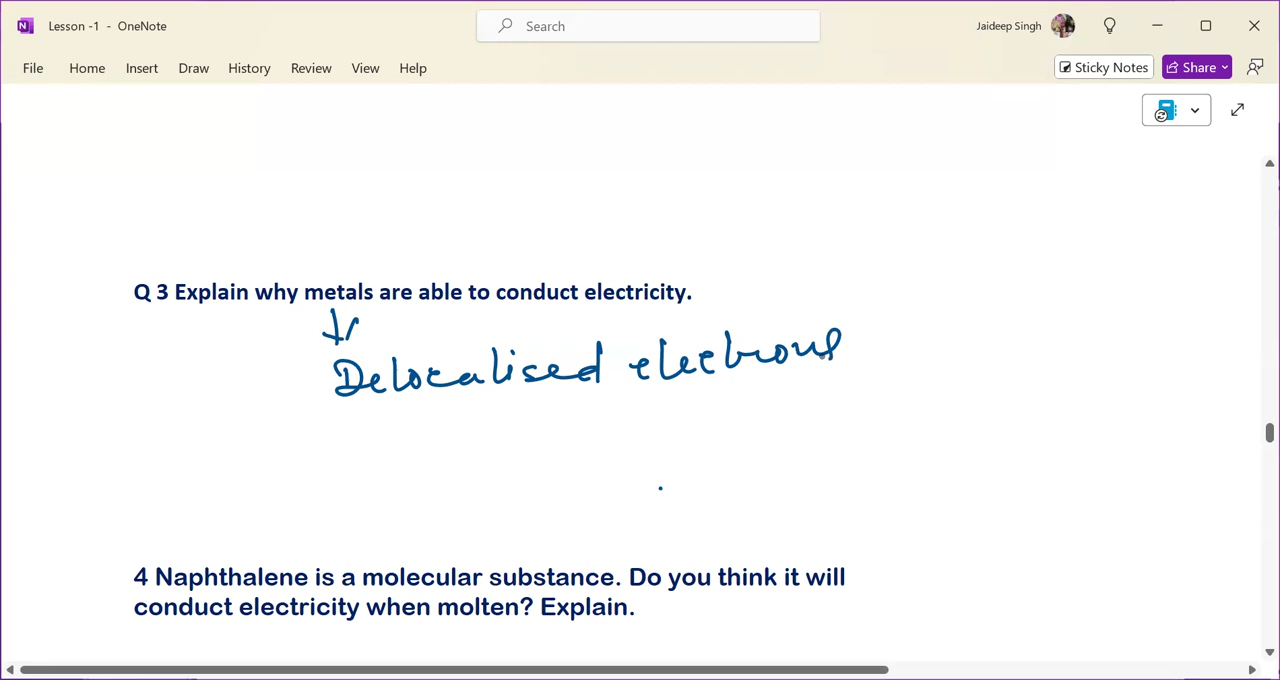 Lesson -1 - OneNote
Search
Jaideep Singh
File Home Insert Draw History Review View Help
Sticky Notes Share
Q 3 Explain why metals are able to conduct electricity.
Delocalised electrons
4 Naphthalene is a molecular substance. Do you think it will
conduct electricity when molten? Explain.